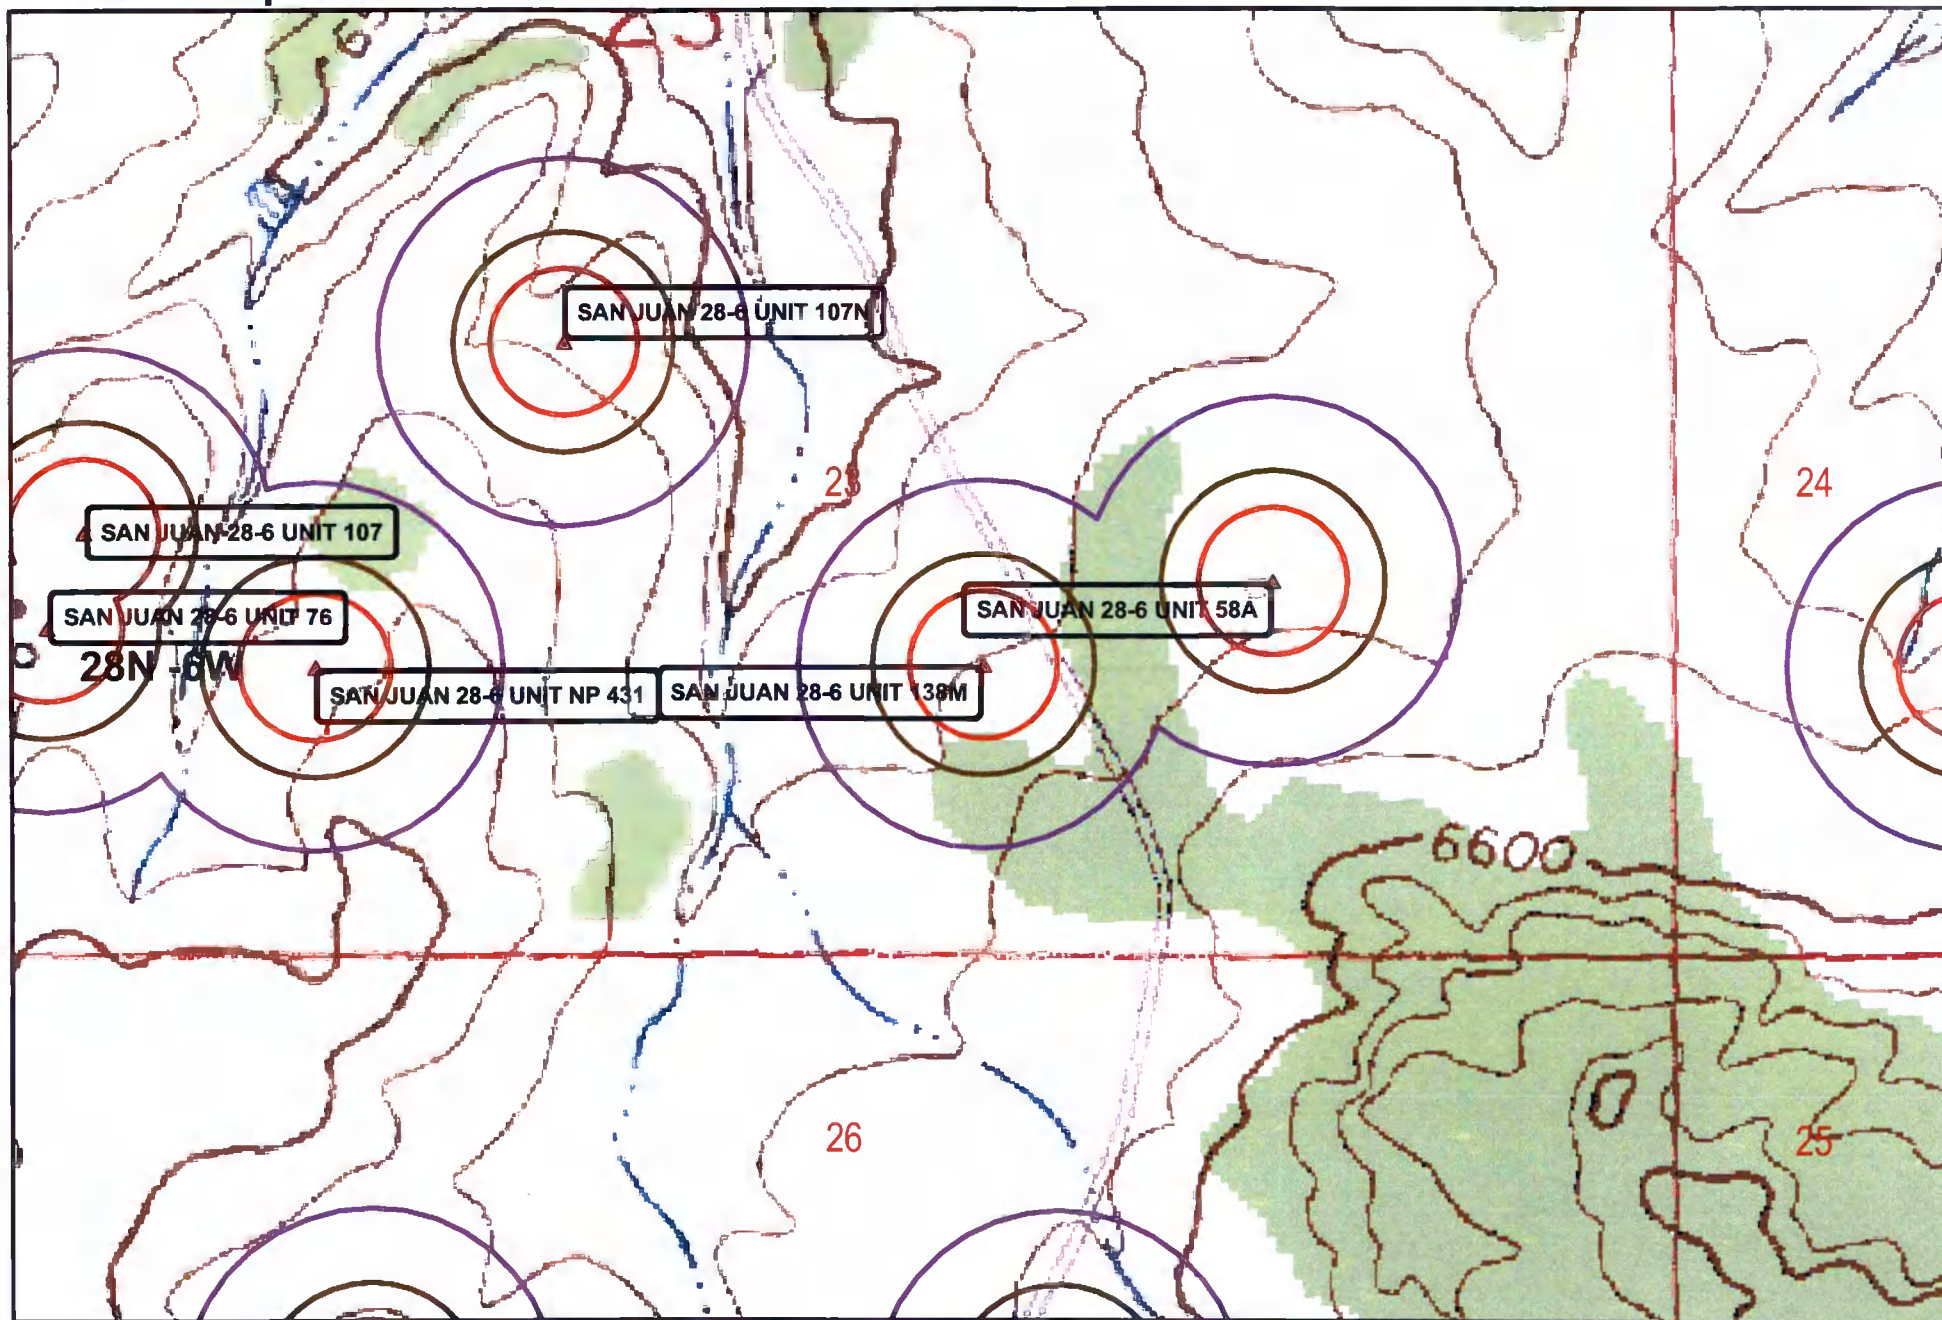 SAN JUAN 28-6 UNIT 107N
23
24
SAN JUAN 28-6 UNIT 107
SAN JUAN 28-6 UNIT 76
SAN JUAN 28-6 UNIT 58A
28N -6W
SAN JUAN 28-6 UNIT NP 431
SAN JUAN 28-6 UNIT 138M
6600
26
25